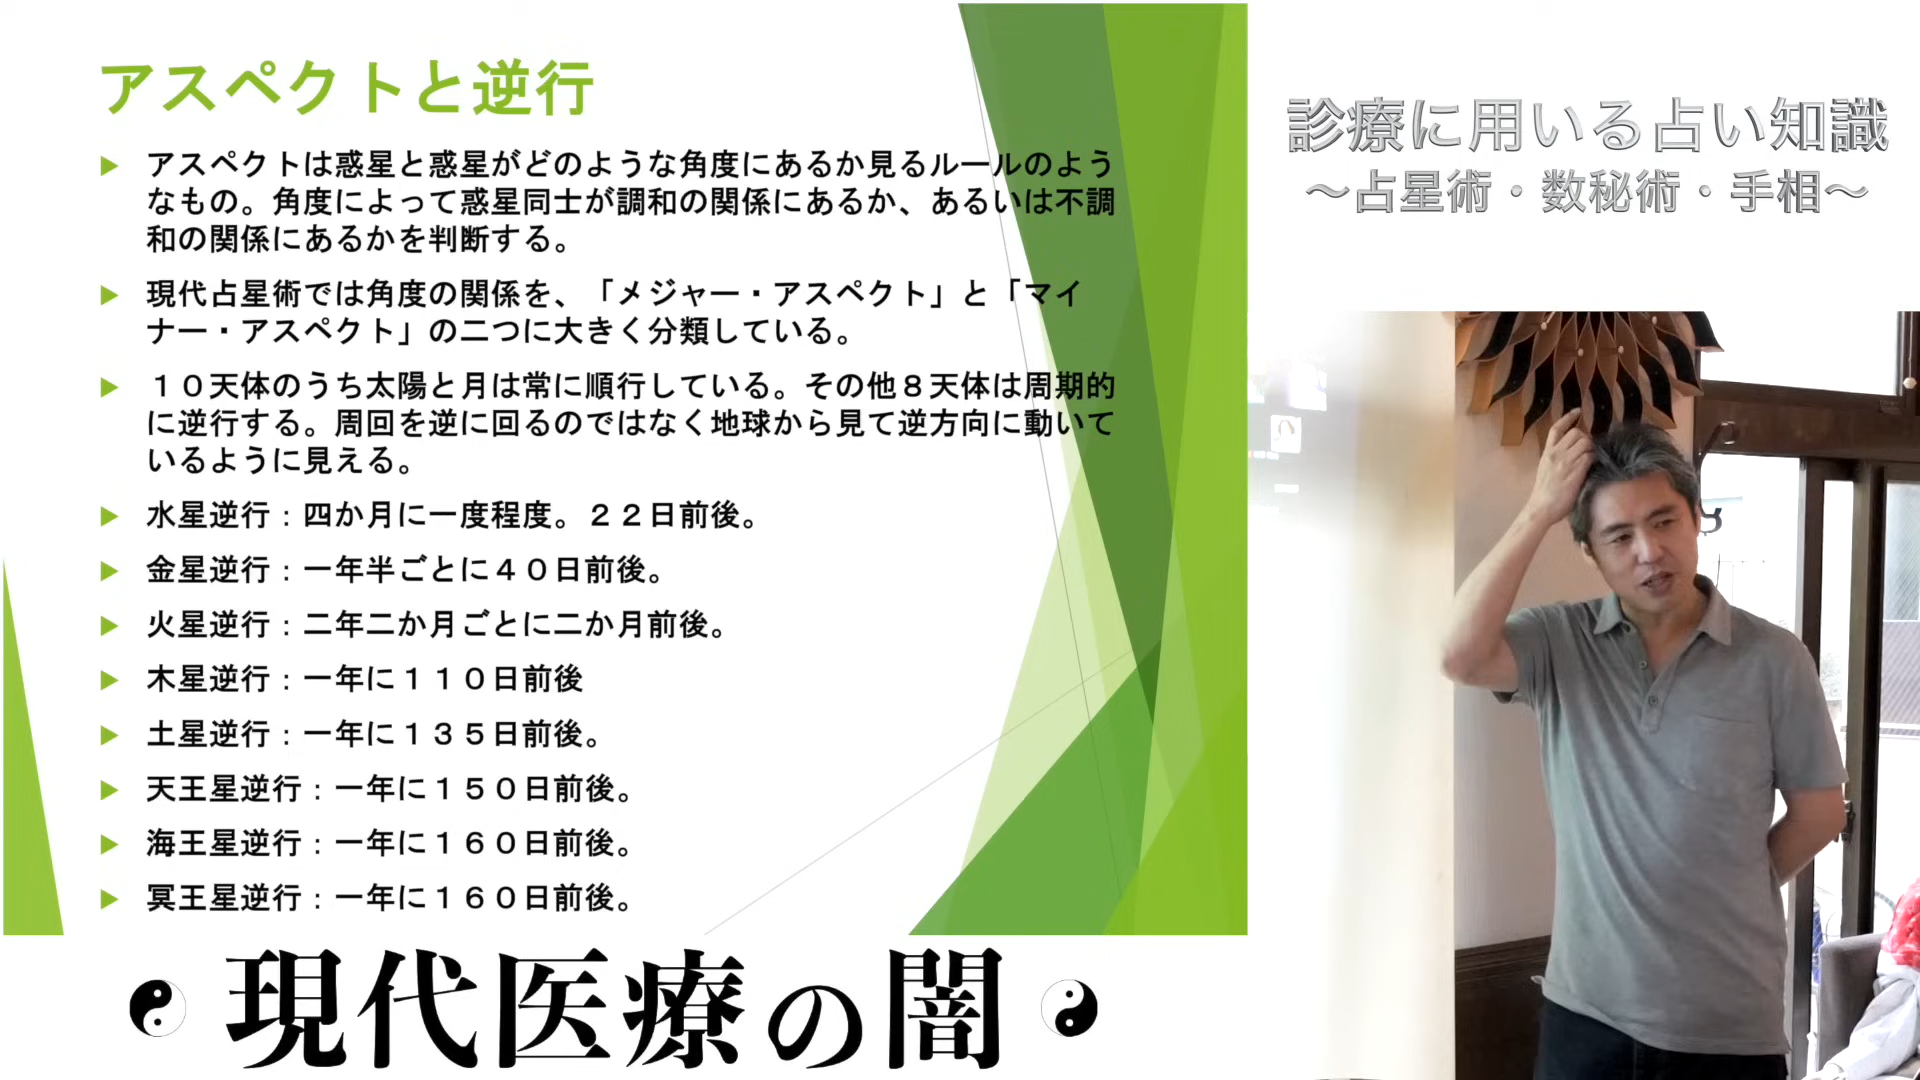 アスペクトと逆行
アスペクトは惑星と惑星がどのような角度にあるか見るルールのよう
なもの。角度によって惑星同士が調和の関係にあるか、あるいは不調
和の関係にあるかを判断する。
現代占星術では角度の関係を、「メジャー・アスペクト」と「マイ
ナー・アスペクト」の二つに大きく分類している。
１０天体のうち太陽と月は常に順行している。その他８天体は周期的
に逆行する。周回を逆に回るのではなく地球から見て逆方向に動いて
いるように見える。
水星逆行：四か月に一度程度。２２日前後。
金星逆行：一年半ごとに４０日前後。
火星逆行：二年二か月ごとに二か月前後。
木星逆行：一年に１１０日前後
土星逆行：一年に１３５日前後。
天王星逆行：一年に１５０日前後。
海王星逆行：一年に１６０日前後。
冥王星逆行：一年に１６０日前後。
診療に用いる占い知識
～占星術・数秘術・手相～
現代医療の闇